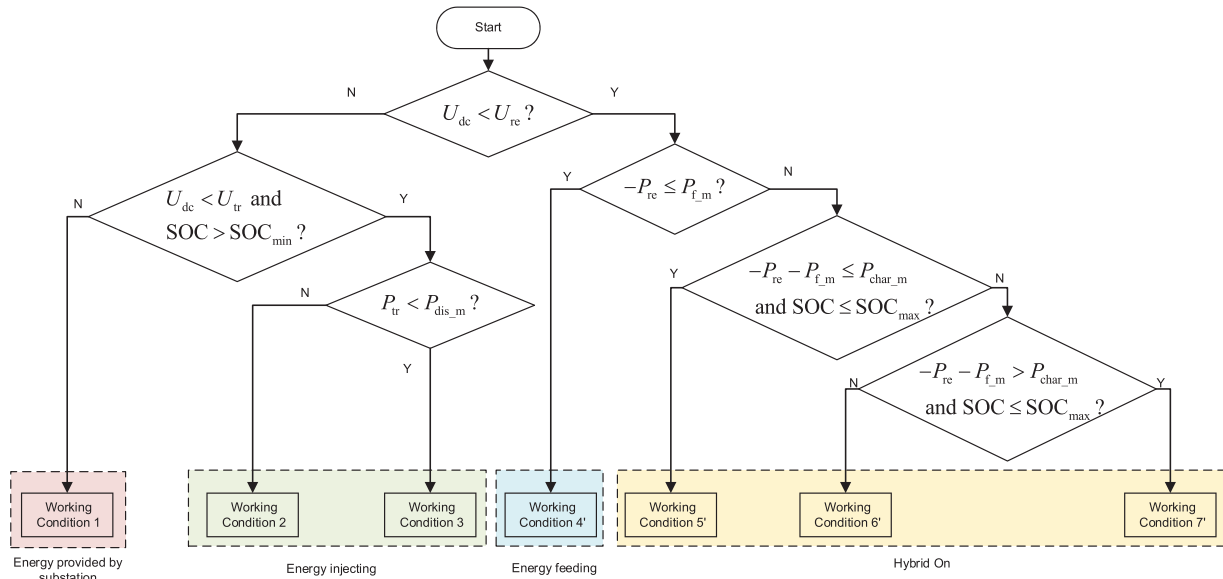 Start
N
Y
U_dc < U_re ?
U_dc < U_tr and
SOC > SOC_min ?
N
Y
-P_re ≤ P_f_m ?
Y
N
P_tr < P_dis_m ?
N
Y
-P_re - P_f_m ≤ P_char_m
and SOC ≤ SOC_max ?
Y
N
-P_re - P_f_m > P_char_m
and SOC ≤ SOC_max ?
N
Y
Working
Condition 1
Working
Condition 2
Working
Condition 3
Working
Condition 4'
Working
Condition 5'
Working
Condition 6'
Working
Condition 7'
Energy provided by
substation
Energy injecting
Energy feeding
Hybrid On